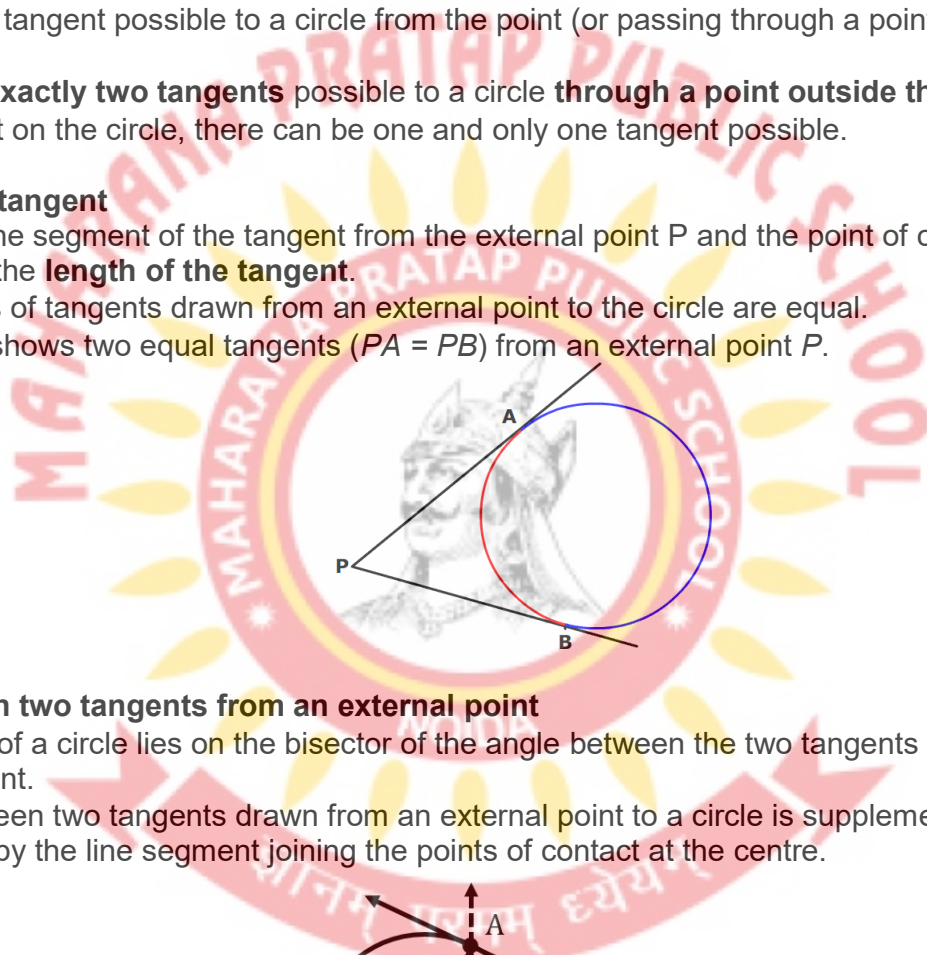 tangent possible to a circle from the point (or passing through a point
xactly two tangents possible to a circle through a point outside th
t on the circle, there can be one and only one tangent possible.
tangent
ne segment of the tangent from the external point P and the point of c
the length of the tangent.
s of tangents drawn from an external point to the circle are equal.
shows two equal tangents (PA = PB) from an external point P.
A
P
B
n two tangents from an external point
of a circle lies on the bisector of the angle between the two tangents
nt.
een two tangents drawn from an external point to a circle is suppleme
by the line segment joining the points of contact at the centre.
A
MAHARANA PRATAP PUBLIC SCHOOL
MAHARANA PRATAP PUBLIC SCHOOL
NOIDA
ज्ञानम् परमम् ध्येयम्